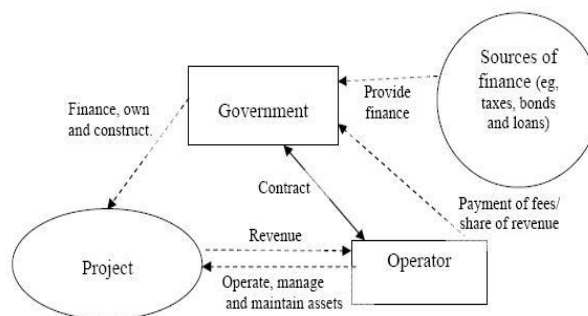 Sources of
finance (eg,
taxes, bonds
and loans)
Government
Provide
finance
Finance, own
and construct.
Contract
Payment of fees/
share of revenue
Revenue
Project
Operator
Operate, manage
and maintain assets